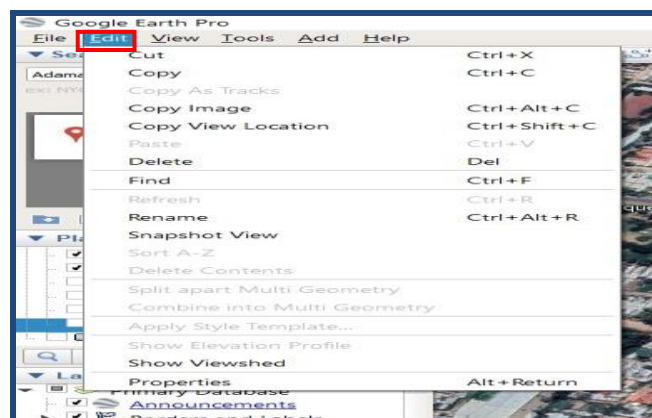 Google Earth Pro
File Edit View Tools Add Help
Cut Ctrl+X
Copy Ctrl+C
Copy As Tracks
Copy Image Ctrl+Alt+C
Copy View Location Ctrl+Shift+C
Paste Ctrl+V
Delete Del
Find Ctrl+F
Refresh Ctrl+R
Rename Ctrl+Alt+R
Snapshot View
Sort A-Z
Delete Contents
Split apart Multi Geometry
Combine into Multi Geometry
Apply Style Template...
Show Elevation Profile
Show Viewshed
Properties Alt+Return
Primary Database
Announcements
Borders and Labels